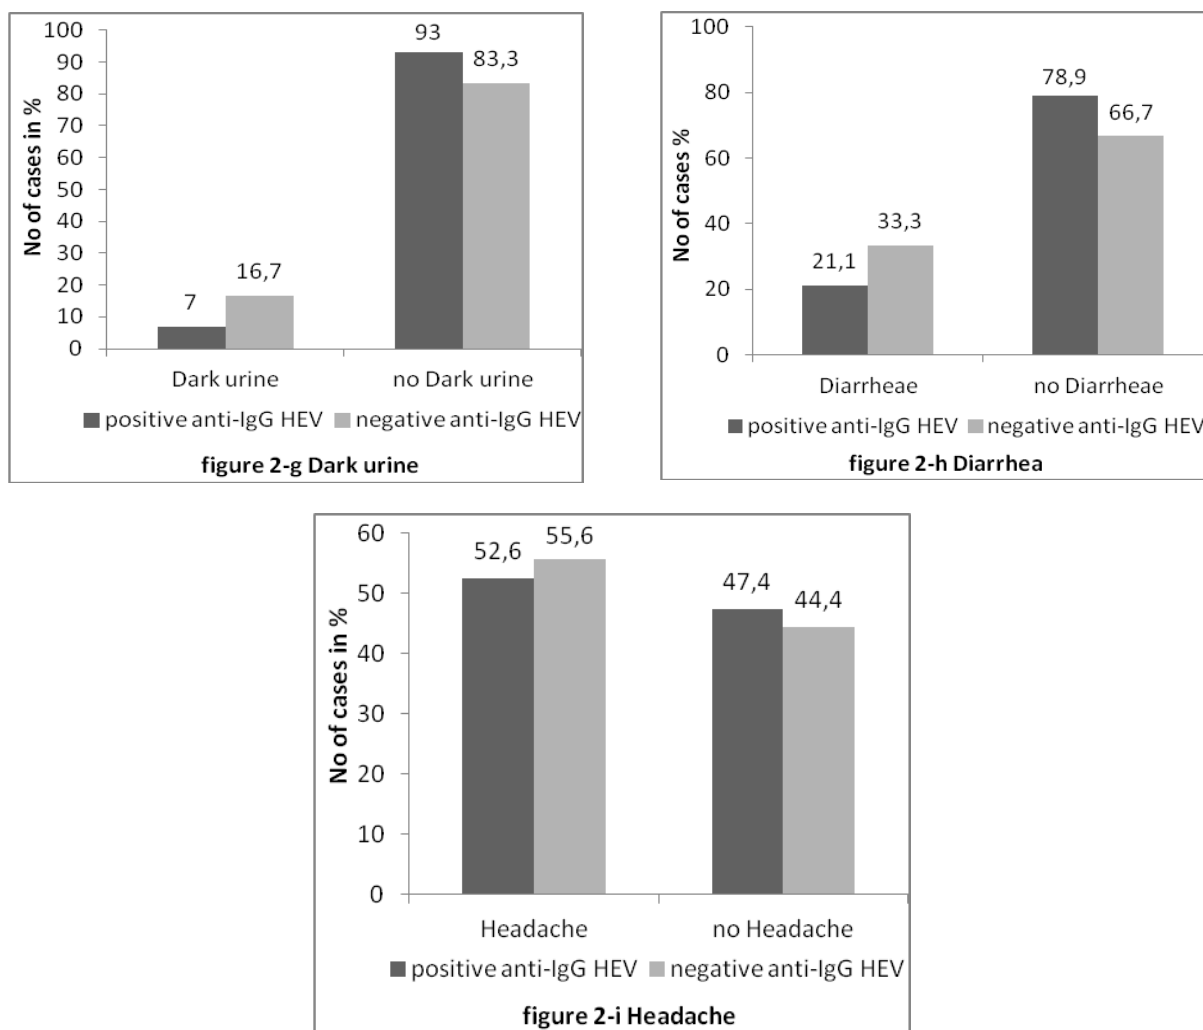 No of cases in %
100
90
80
70
60
50
40
30
20
10
0
7
16,7
93
83,3
Dark urine
no Dark urine
positive anti-IgG HEV
negative anti-IgG HEV
figure 2-g Dark urine
No of cases %
100
80
60
40
20
0
21,1
33,3
78,9
66,7
Diarrheae
no Diarrheae
positive anti-IgG HEV
negative anti-IgG HEV
figure 2-h Diarrhea
No of cases in %
60
50
40
30
20
10
0
52,6
55,6
47,4
44,4
Headache
no Headache
positive anti-IgG HEV
negative anti-IgG HEV
figure 2-i Headache